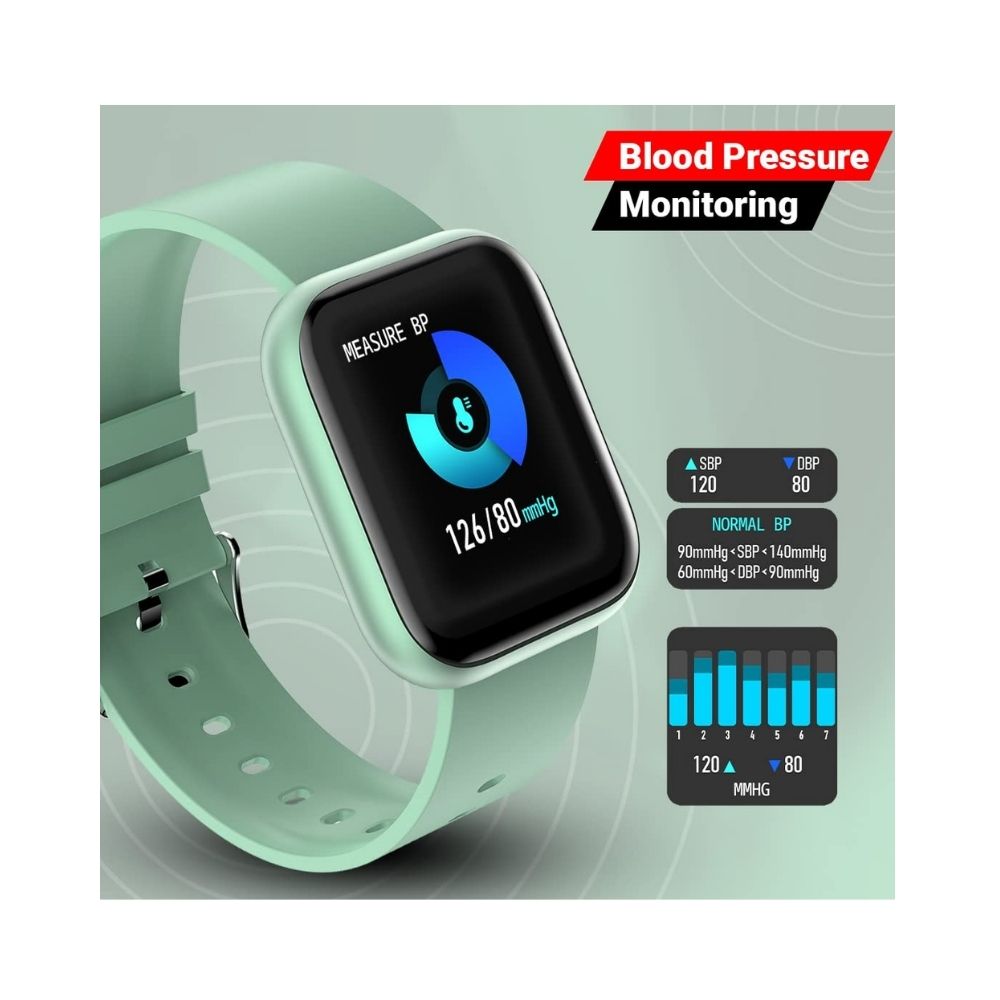 Blood Pressure
Monitoring
MEASURE BP
126/80 mmHg
▲ SBP ▼ DBP
120 80
NORMAL BP
90mmHg < SBP < 140mmHg
60mmHg < DBP < 90mmHg
1 2 3 4 5 6 7
120 ▲ ▼ 80
MMHG